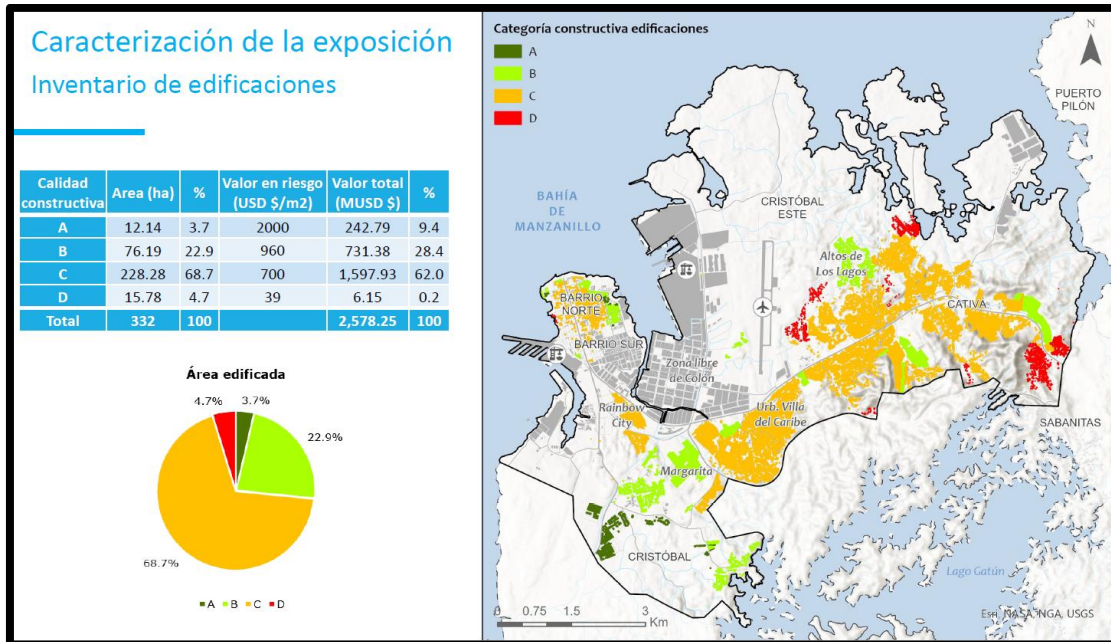 Caracterización de la exposición
Inventario de edificaciones
Calidad constructiva | Area (ha) | % | Valor en riesgo (USD $/m2) | Valor total (MUSD $) | %
A | 12.14 | 3.7 | 2000 | 242.79 | 9.4
B | 76.19 | 22.9 | 960 | 731.38 | 28.4
C | 228.28 | 68.7 | 700 | 1,597.93 | 62.0
D | 15.78 | 4.7 | 39 | 6.15 | 0.2
Total | 332 | 100 | | 2,578.25 | 100
Área edificada
4.7%
3.7%
22.9%
68.7%
A B C D
Categoría constructiva edificaciones
A
B
C
D
N
PUERTO
PILÓN
BAHÍA
DE
MANZANILLO
CRISTÓBAL
ESTE
Altos de
Los Lagos
CATIVA
BARRIO
NORTE
BARRIO SUR
Zona libre
de Colón
Rainbow
City
Urb. Villa
del Caribe
SABANITAS
Margarita
CRISTÓBAL
Lago Gatún
0 0.75 1.5 3
Km
Esri, NASA, NGA, USGS